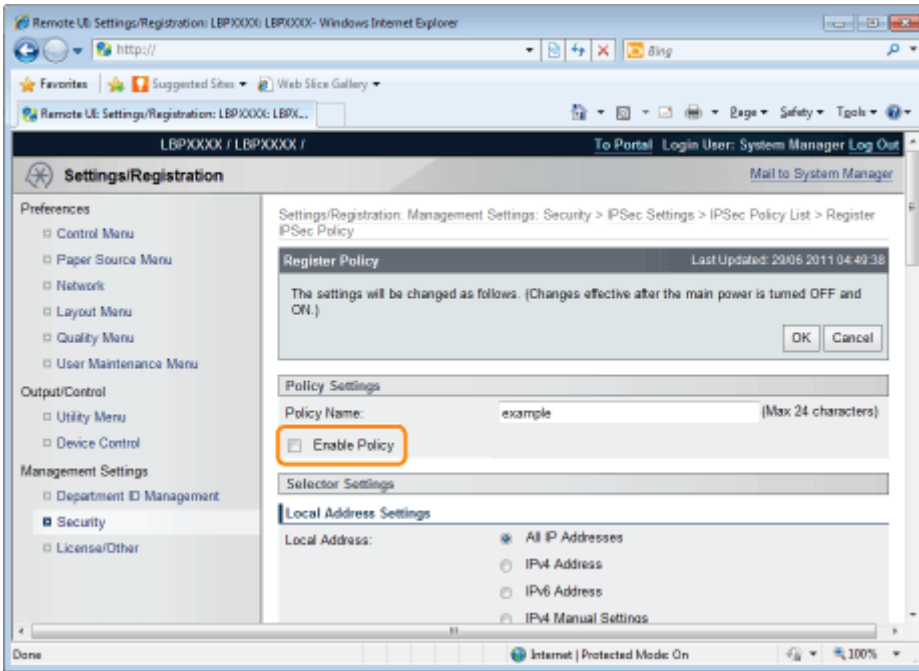 Remote UI: Settings/Registration: LBPXXXX: LBPXXXX- Windows Internet Explorer
http://
Bing
Favorites Suggested Sites Web Slice Gallery
Remote UI: Settings/Registration: LBPXXXX: LBPX...
Page Safety Tools
LBPXXXX / LBPXXXX /
To Portal Login User: System Manager Log Out
Settings/Registration
Mail to System Manager
Preferences
Control Menu
Paper Source Menu
Network
Layout Menu
Quality Menu
User Maintenance Menu
Output/Control
Utility Menu
Device Control
Management Settings
Department ID Management
Security
License/Other
Settings/Registration: Management Settings: Security > IPSec Settings > IPSec Policy List > Register
IPSec Policy
Register Policy
Last Updated: 29/06 2011 04:49:38
The settings will be changed as follows. (Changes effective after the main power is turned OFF and
ON.)
OK Cancel
Policy Settings
Policy Name: example (Max 24 characters)
Enable Policy
Selector Settings
Local Address Settings
Local Address: All IP Addresses
IPv4 Address
IPv6 Address
IPv4 Manual Settings
Done
Internet | Protected Mode: On
100%